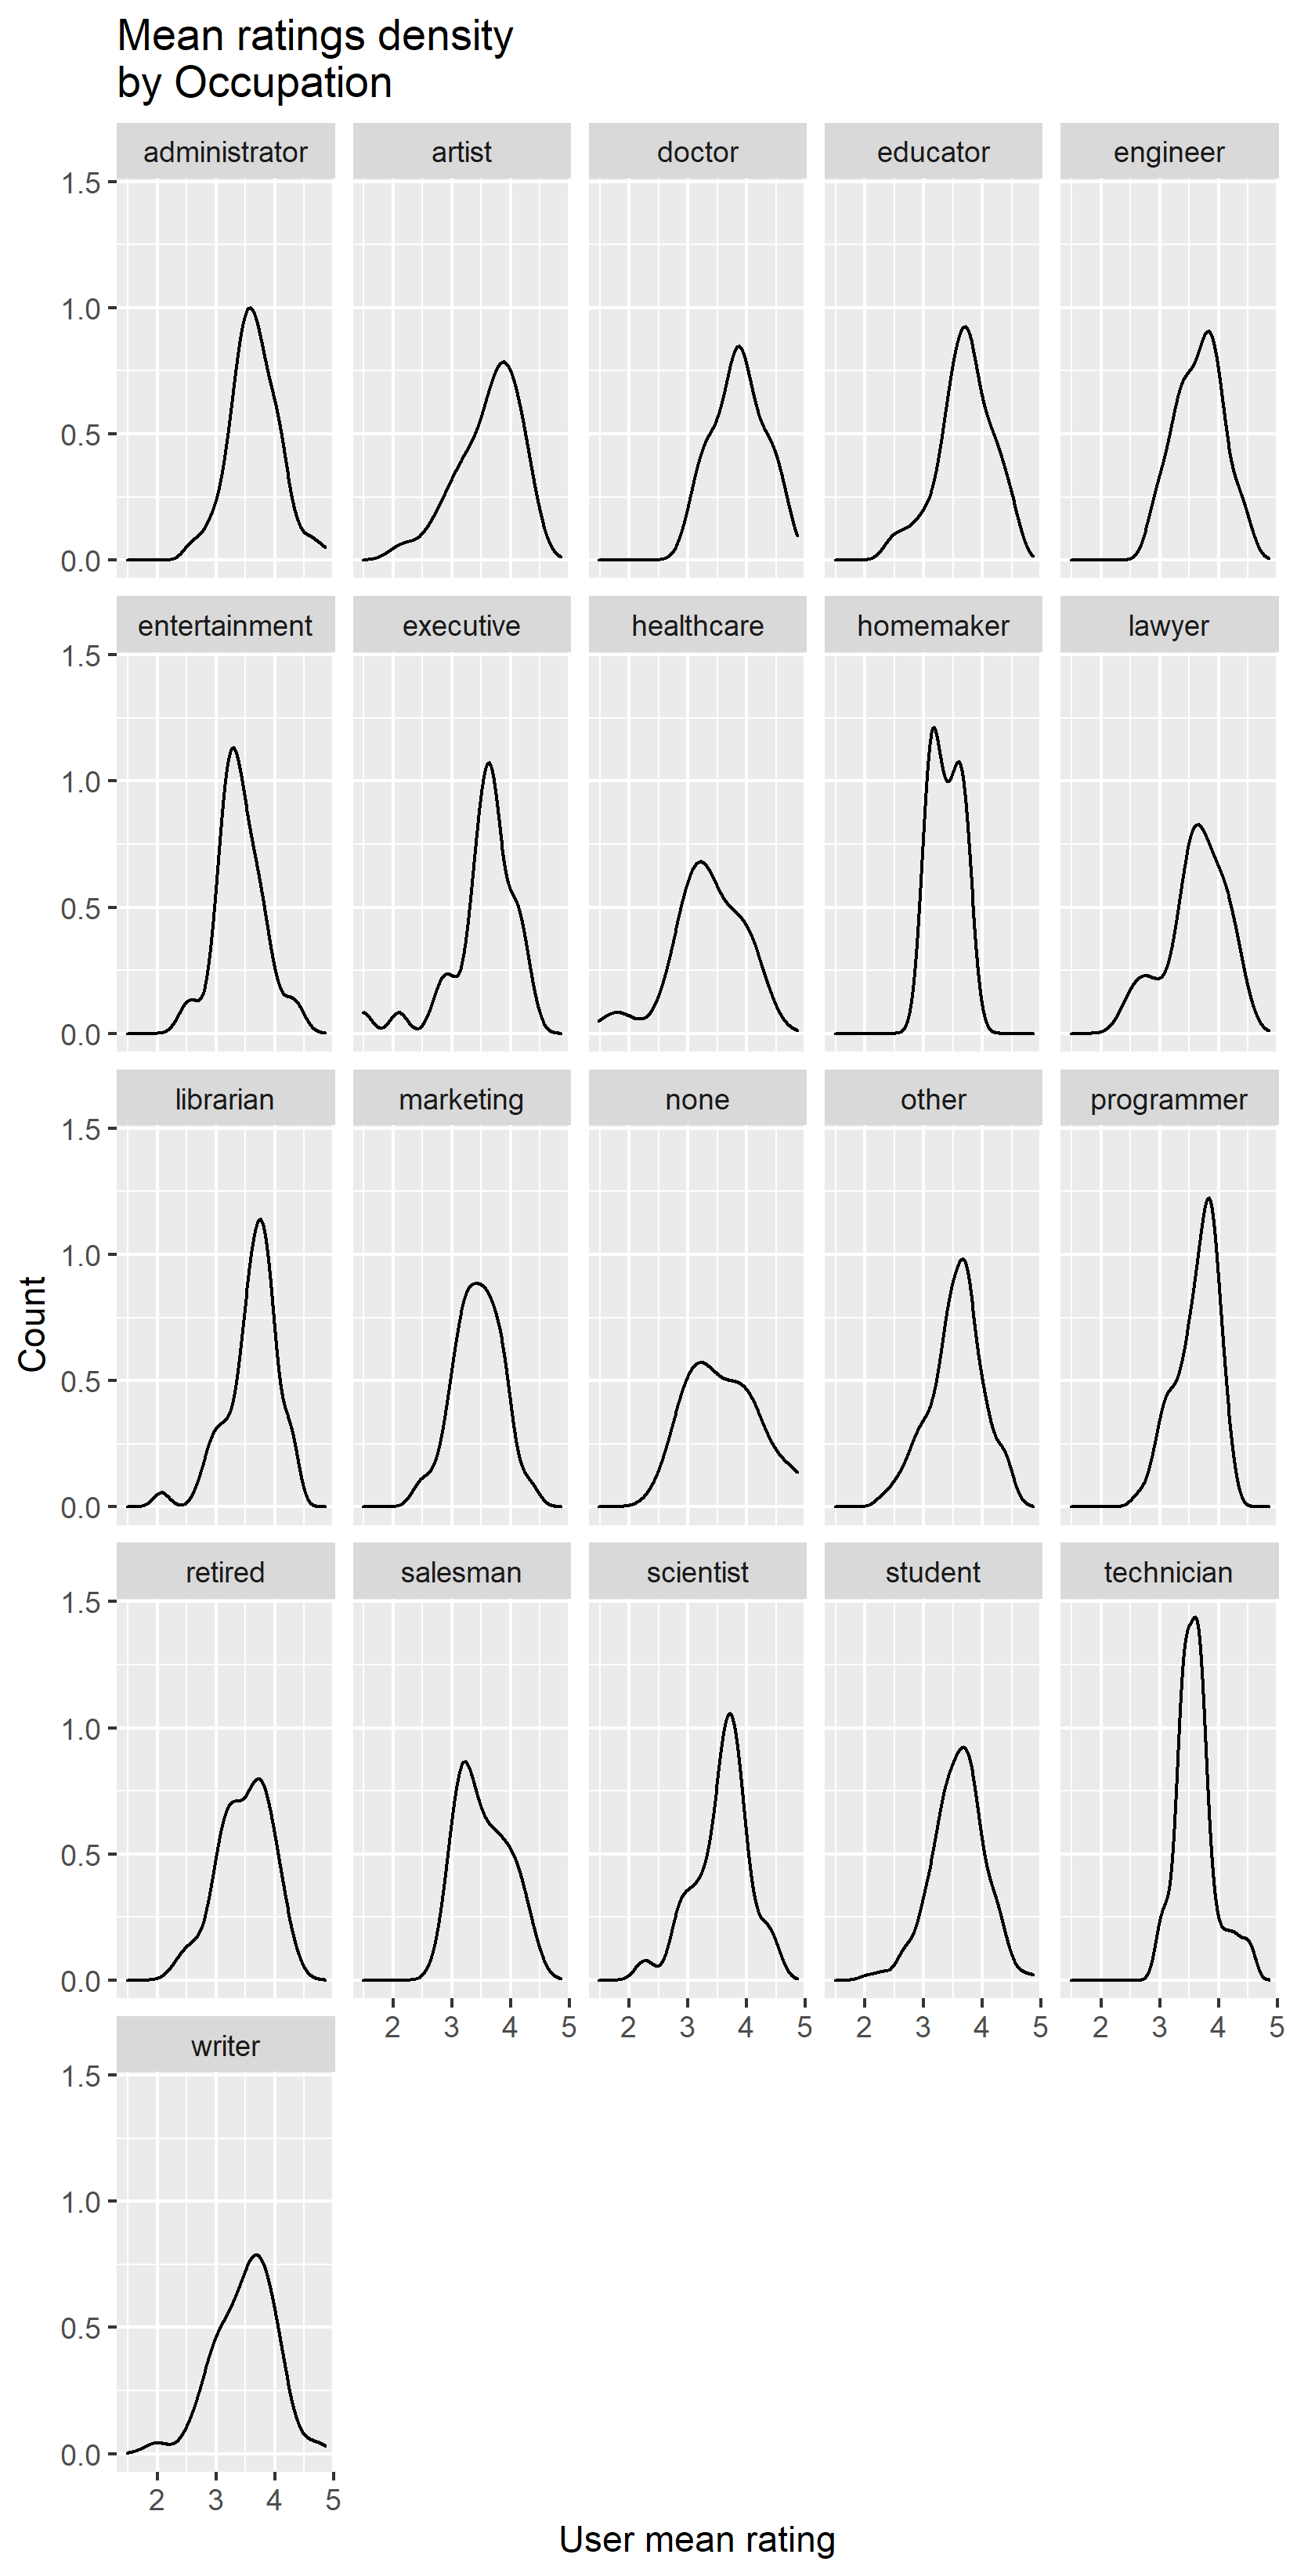 Mean ratings density
by Occupation
administrator artist doctor educator engineer
1.5
1.0
0.5
0.0
entertainment executive healthcare homemaker lawyer
1.5
1.0
0.5
0.0
librarian marketing none other programmer
1.5
1.0
0.5
0.0
retired salesman scientist student technician
1.5
1.0
0.5
0.0
2 3 4 5 2 3 4 5 2 3 4 5 2 3 4 5
writer
1.5
1.0
0.5
0.0
2 3 4 5
Count
User mean rating